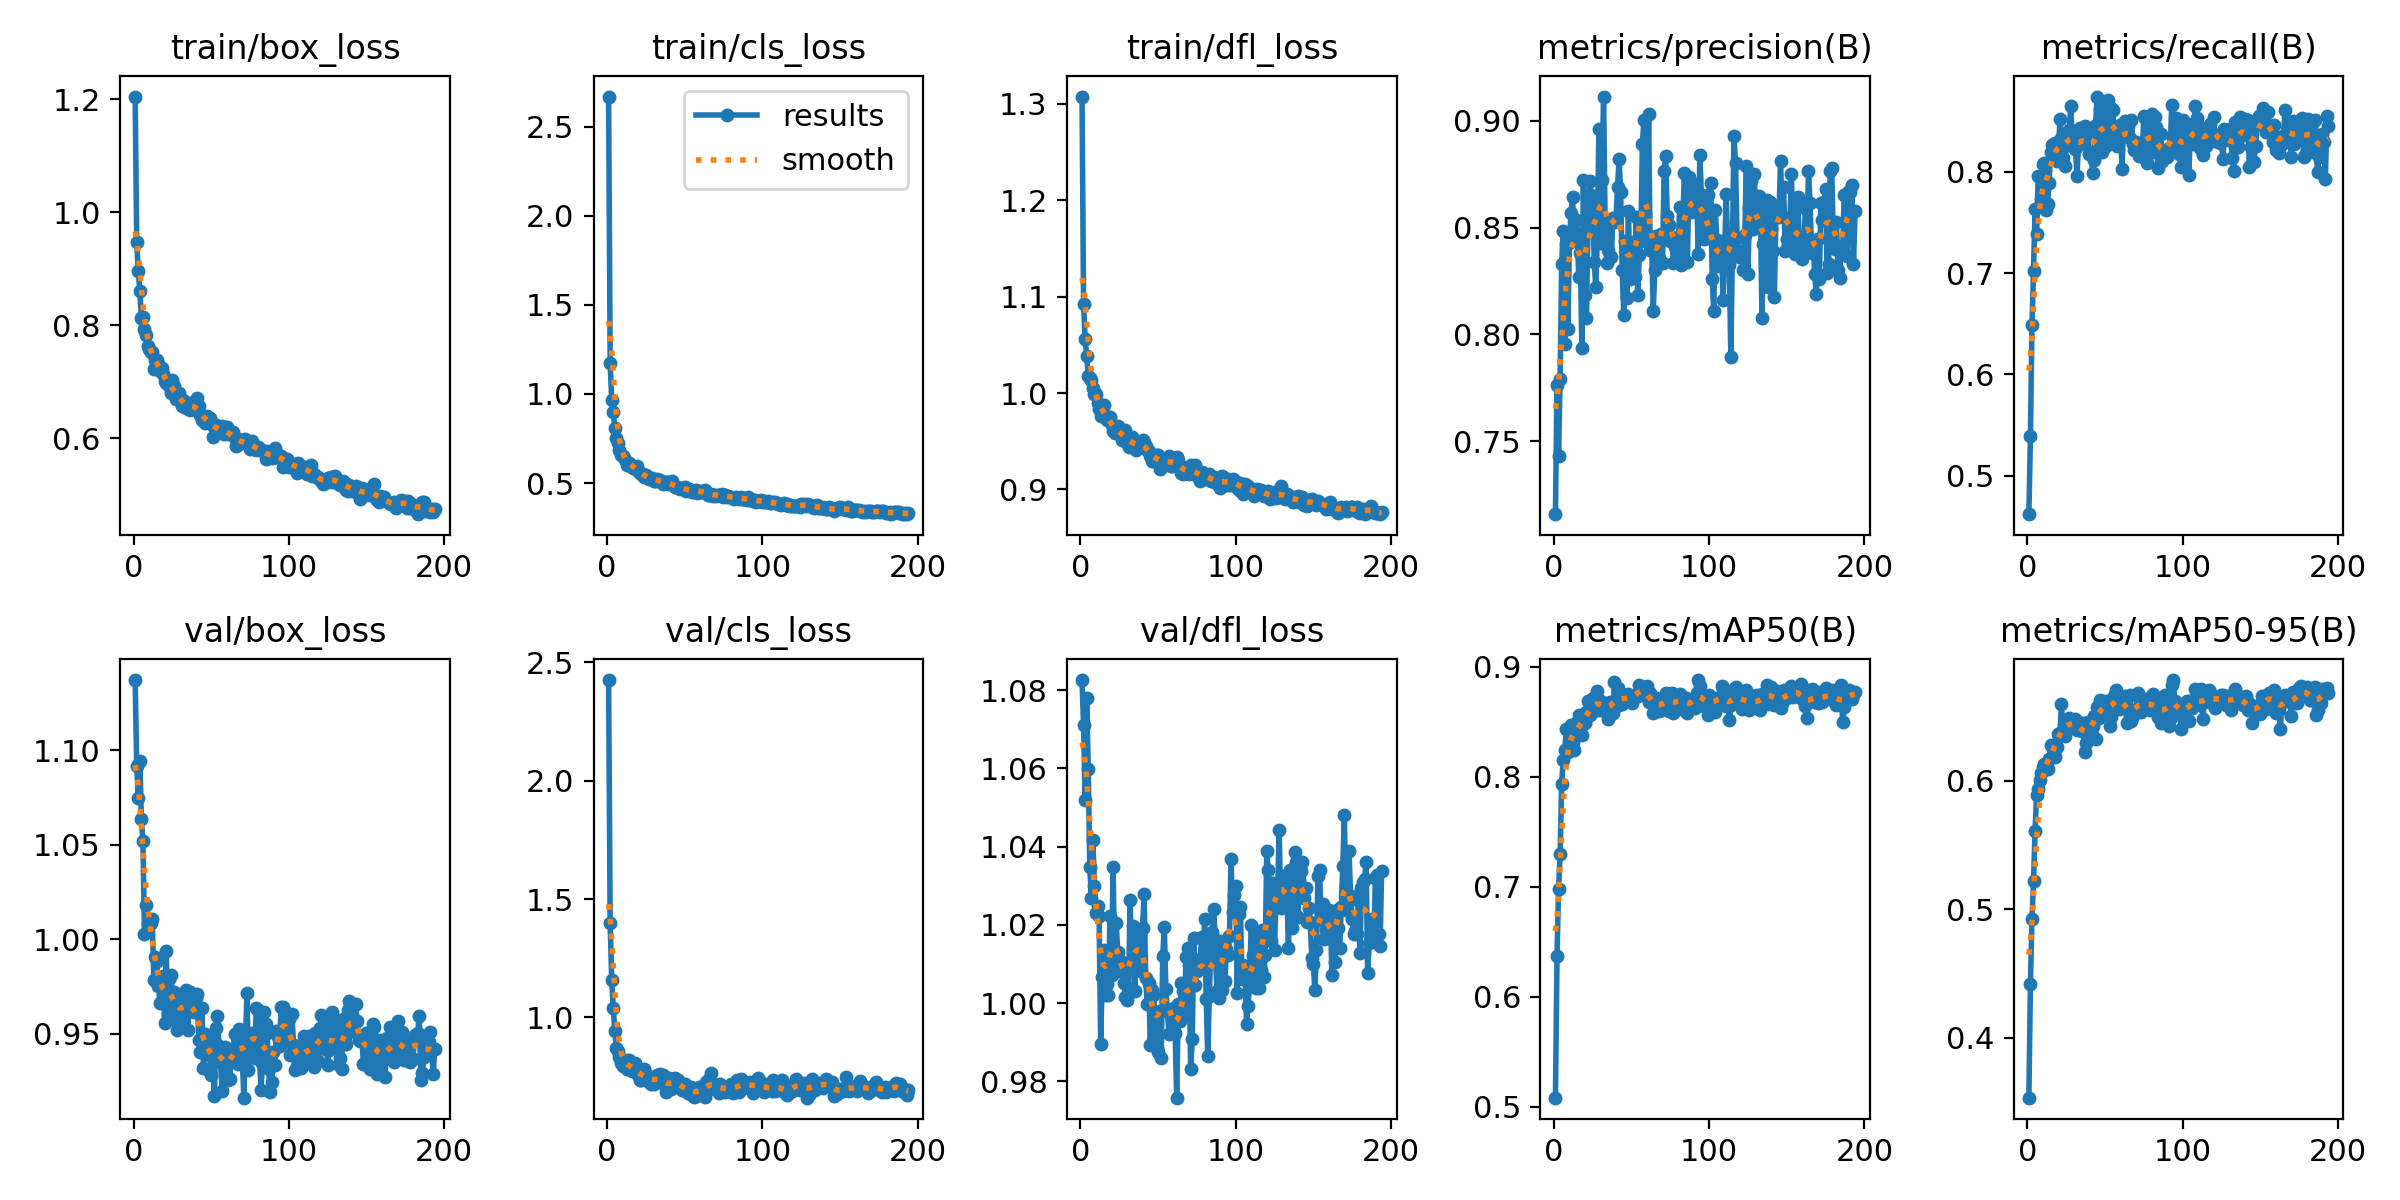 train/box_loss
1.2
1.0
0.8
0.6
0 100 200
train/cls_loss
results
smooth
2.5
2.0
1.5
1.0
0.5
0 100 200
train/dfl_loss
1.3
1.2
1.1
1.0
0.9
0 100 200
metrics/precision(B)
0.90
0.85
0.80
0.75
0 100 200
metrics/recall(B)
0.8
0.7
0.6
0.5
0 100 200
val/box_loss
1.10
1.05
1.00
0.95
0 100 200
val/cls_loss
2.5
2.0
1.5
1.0
0 100 200
val/dfl_loss
1.08
1.06
1.04
1.02
1.00
0.98
0 100 200
metrics/mAP50(B)
0.9
0.8
0.7
0.6
0.5
0 100 200
metrics/mAP50-95(B)
0.6
0.5
0.4
0 100 200